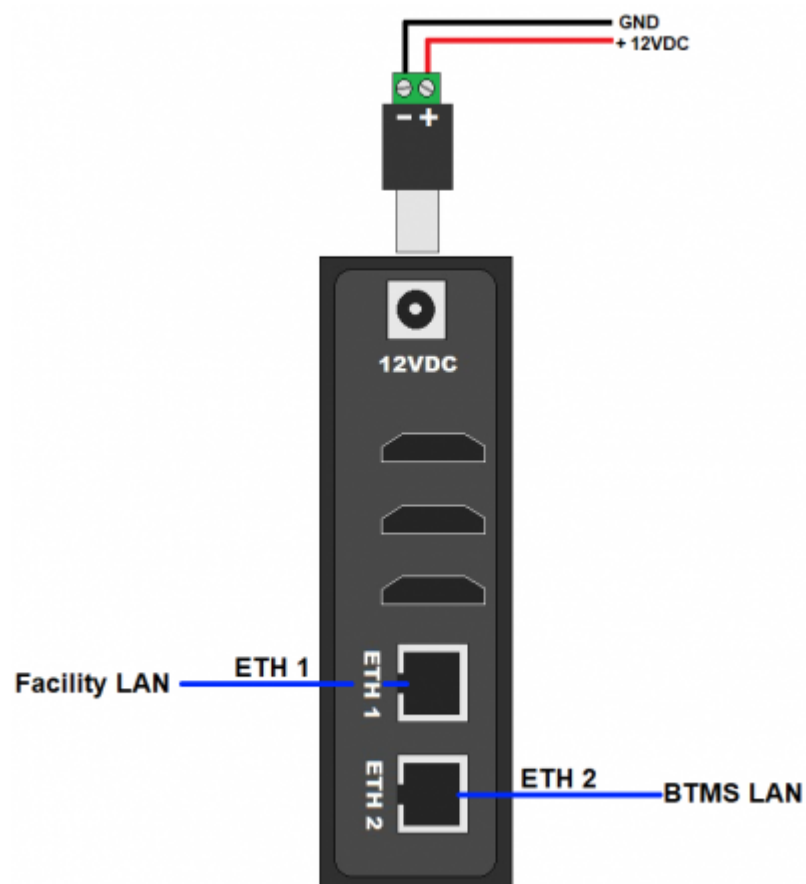 GND
+ 12VDC
− +
12VDC
ETH 1
Facility LAN
ETH 1
ETH 2
ETH 2
BTMS LAN